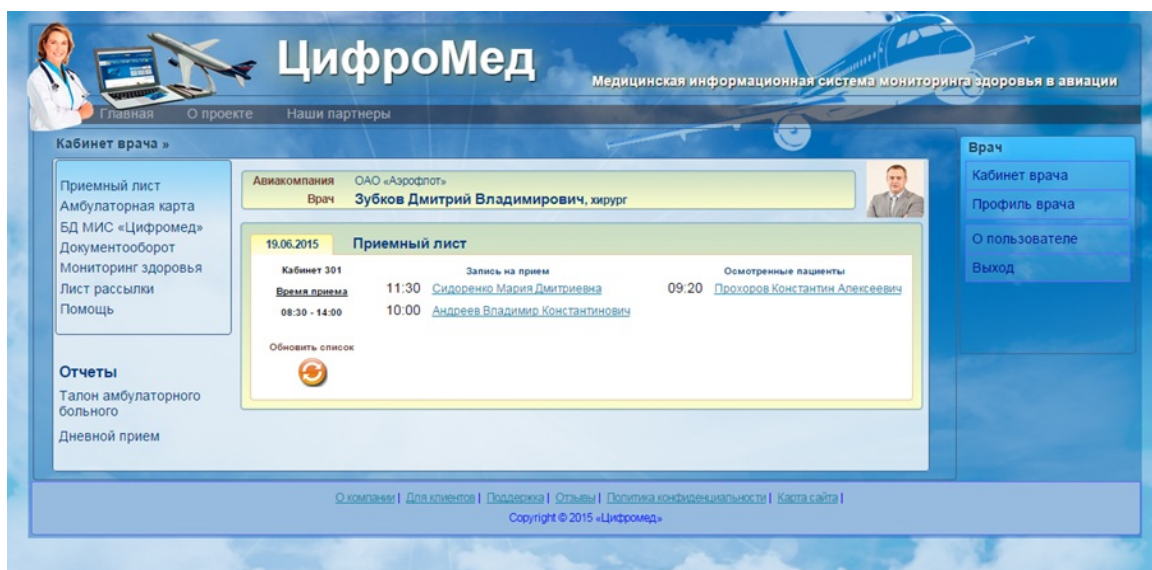 ЦифроМед
Медицинская информационная система мониторинга здоровья в авиации
Главная О проекте Наши партнеры
Кабинет врача »
Приемный лист
Амбулаторная карта
БД МИС «Цифромед»
Документооборот
Мониторинг здоровья
Лист рассылки
Помощь
Отчеты
Талон амбулаторного
больного
Дневной прием
Авиакомпания ОАО «Аэрофлот»
Врач Зубков Дмитрий Владимирович, хирург
19.06.2015 Приемный лист
Кабинет 301
Время приема
08:30 - 14:00
Обновить список
Запись на прием
11:30 Сидоренко Мария Дмитриевна
10:00 Андреев Владимир Константинович
Осмотренные пациенты
09:20 Прохоров Константин Алексеевич
Врач
Кабинет врача
Профиль врача
О пользователе
Выход
О компании | Для клиентов | Поддержка | Отзывы | Политика конфиденциальности | Карта сайта |
Copyright © 2015 «Цифромед»